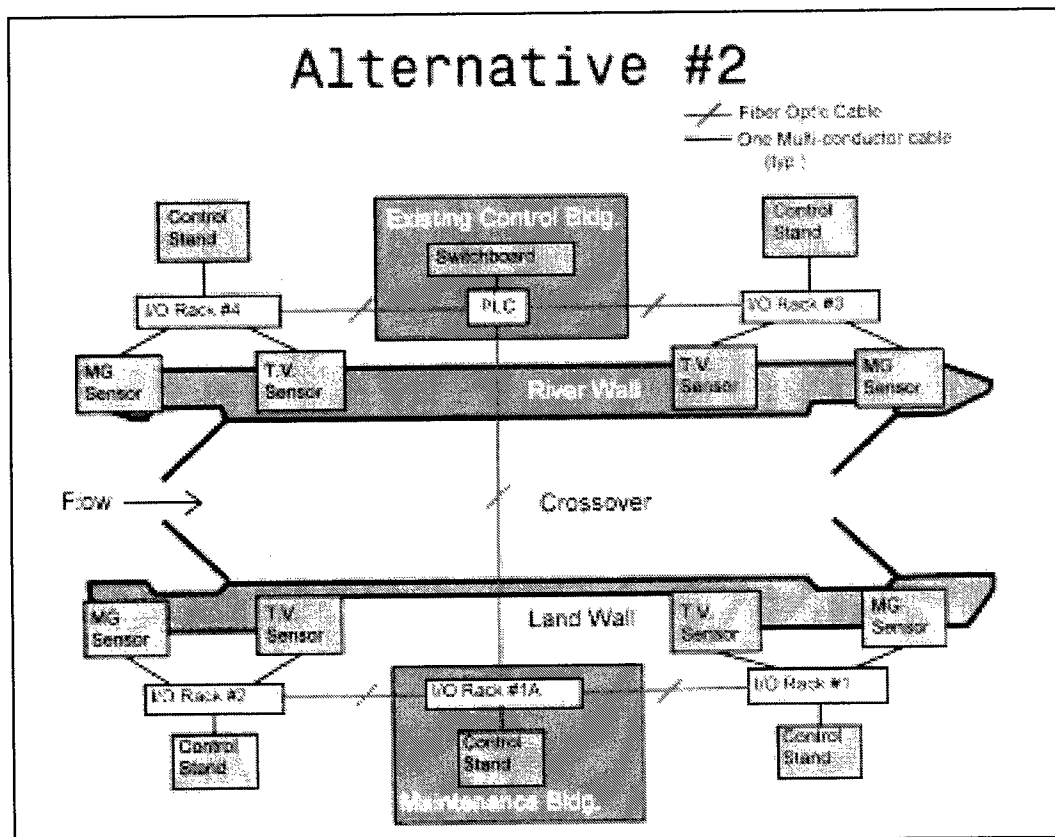 Alternative #2
Fiber Optic Cable
One Multi-conductor cable
(typ.)
Control
Stand
Existing Control Bldg.
Switchboard
PLC
Control
Stand
I/O Rack #4
I/O Rack #3
MG
Sensor
T.V.
Sensor
River Wall
T.V.
Sensor
MG
Sensor
Flow
Crossover
MG
Sensor
T.V.
Sensor
Land Wall
T.V.
Sensor
MG
Sensor
I/O Rack #2
I/O Rack #1A
I/O Rack #1
Control
Stand
Control
Stand
Control
Stand
Maintenance Bldg.